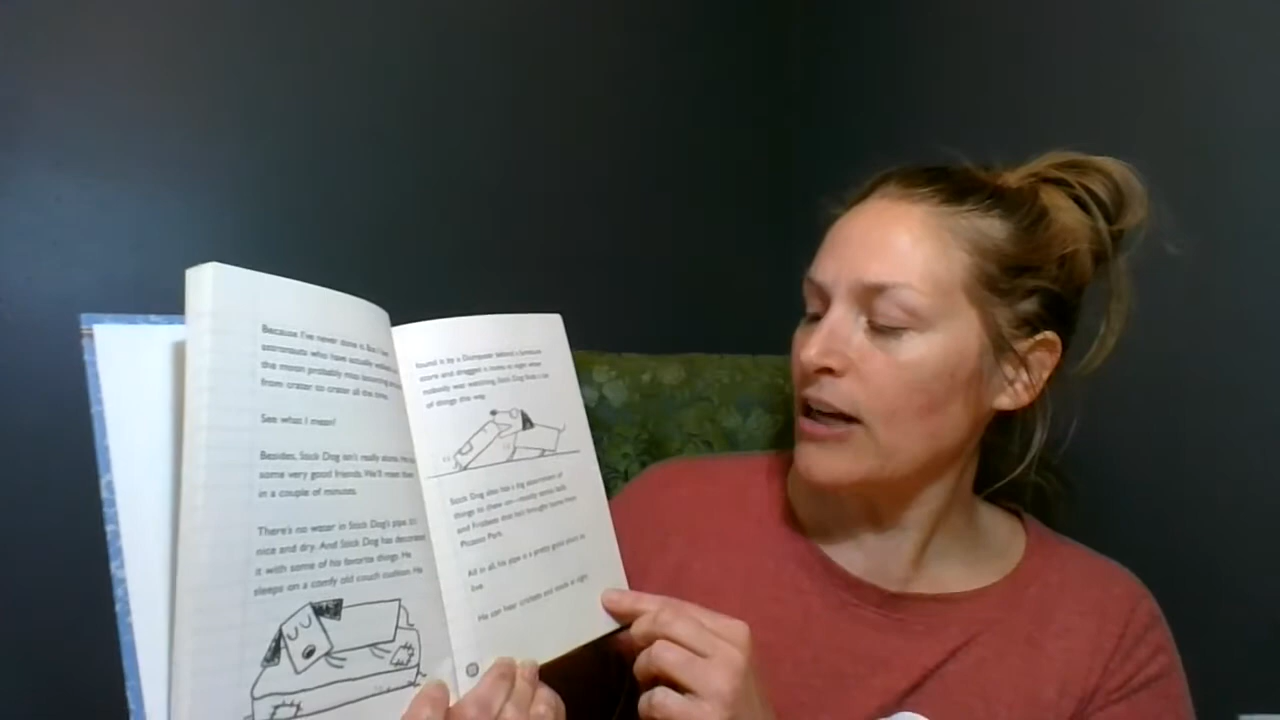 Because I've never done it. But I bet
astronauts who have actually walked on
the moon probably miss bouncing
from crater to crater all the time.
See what I mean?
Besides, Stick Dog isn't really alone. He
some very good friends. We'll meet them
in a couple of minutes.
There's no water in Stick Dog's pipe. It's
nice and dry. And Stick Dog has decorated
it with some of his favorite things. He
sleeps on a comfy old couch cushion. He
found it by a Dumpster behind a furniture
store and dragged it home at night when
nobody was watching. Stick Dog finds a lot
of things this way.
Stick Dog also has a big assortment of
things to chew on—mostly tennis balls
and Frisbees that he's brought home from
Picasso Park.
All in all, his pipe is a pretty good place to
live.
He can hear crickets and at night